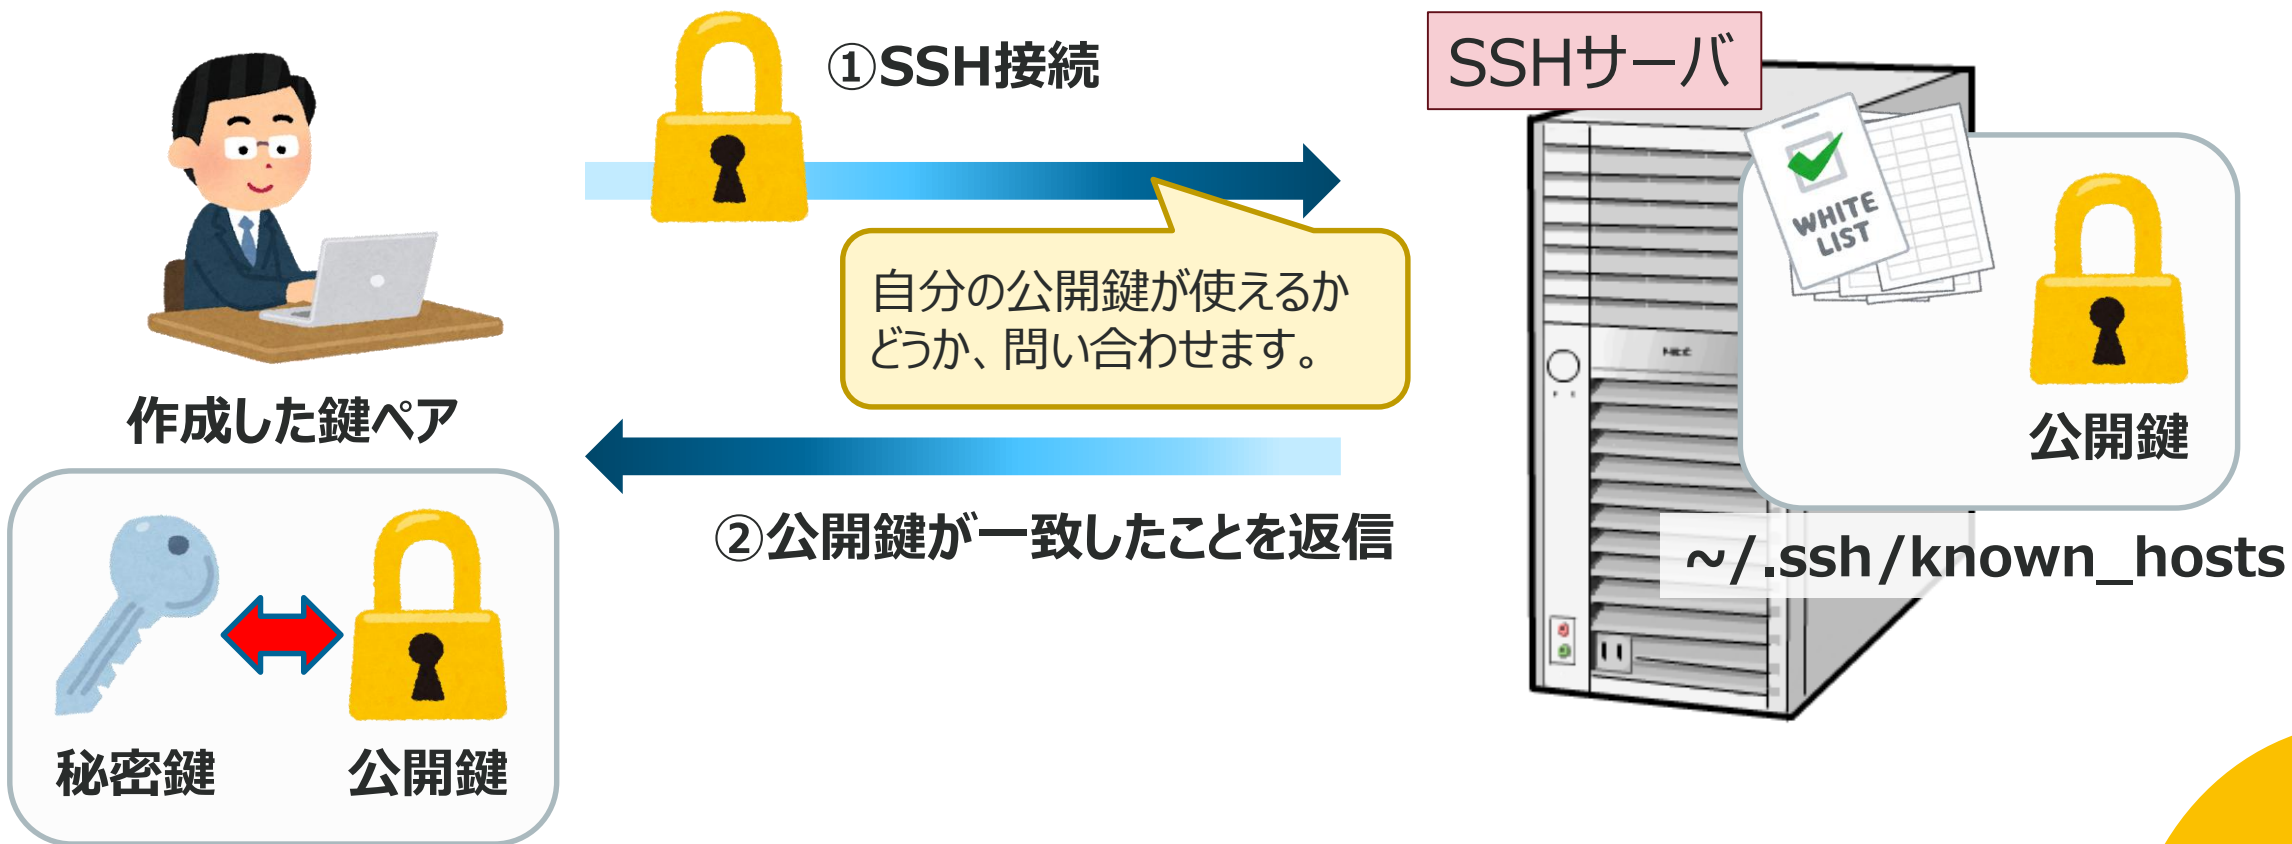 ①SSH接続
SSHサーバ
WHITE
LIST
自分の公開鍵が使えるか
どうか、問い合わせます。
NEC
作成した鍵ペア
公開鍵
②公開鍵が一致したことを返信
~/.ssh/known_hosts
秘密鍵
公開鍵